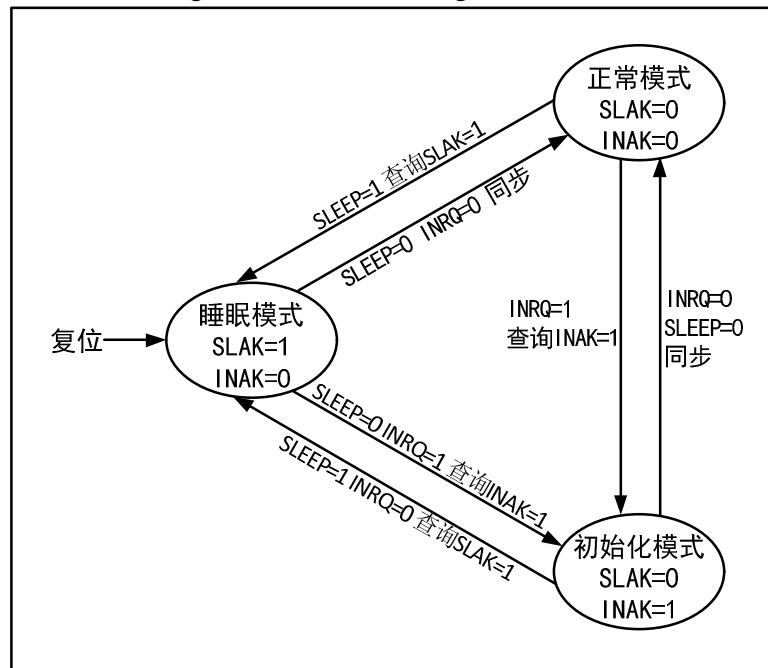 正常模式
SLAK=0
INAK=0
SLEEP=1 查询SLAK=1
SLEEP=0 INRQ=0 同步
复位
睡眠模式
SLAK=1
INAK=0
INRQ=1
查询INAK=1
INRQ=0
SLEEP=0
同步
SLEEP=0 INRQ=1 查询INAK=1
SLEEP=1 INRQ=0 查询SLAK=1
初始化模式
SLAK=0
INAK=1